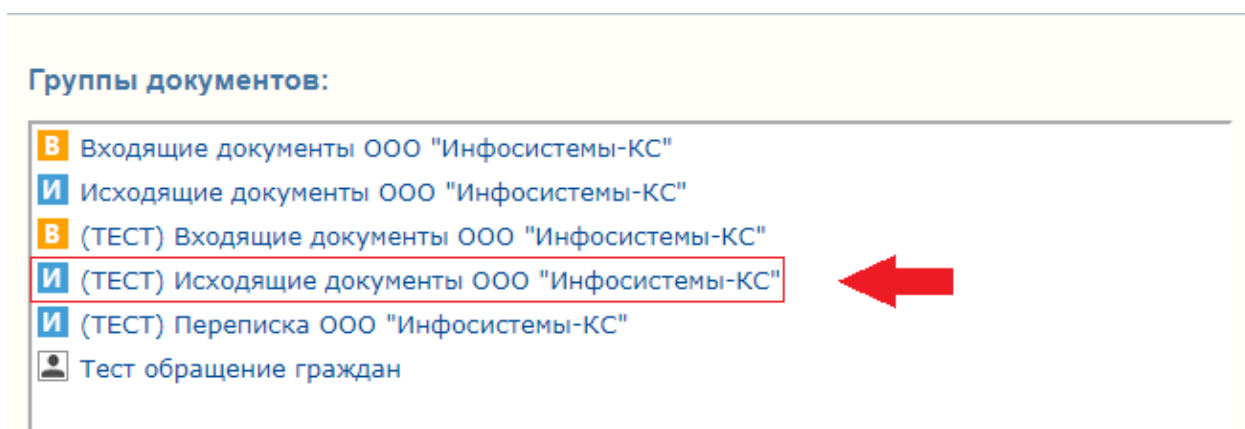 Группы документов:
В Входящие документы ООО "Инфосистемы-КС"
И Исходящие документы ООО "Инфосистемы-КС"
В (ТЕСТ) Входящие документы ООО "Инфосистемы-КС"
И (ТЕСТ) Исходящие документы ООО "Инфосистемы-КС"
И (ТЕСТ) Переписка ООО "Инфосистемы-КС"
Тест обращение граждан